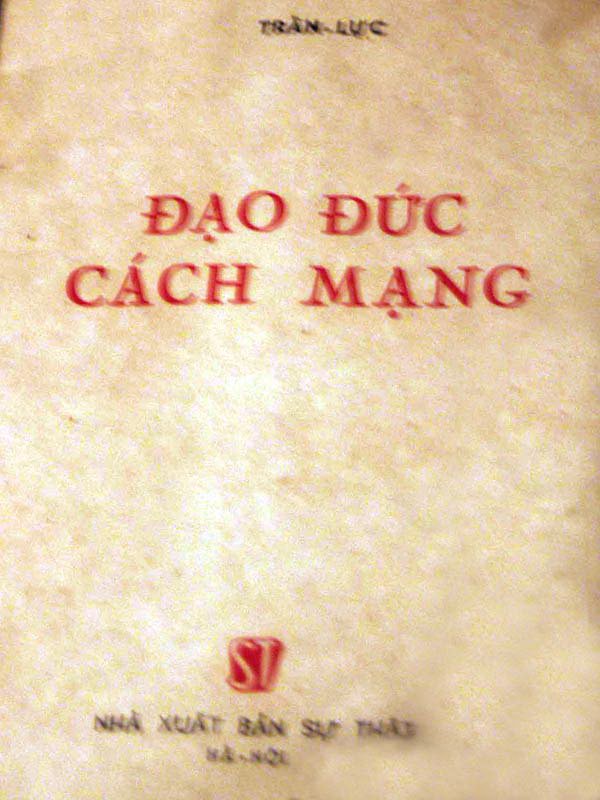 TRẦN-LỰC
ĐẠO ĐỨC
CÁCH MẠNG
ST
NHÀ XUẤT BẢN SỰ THẬT
HÀ-NỘI